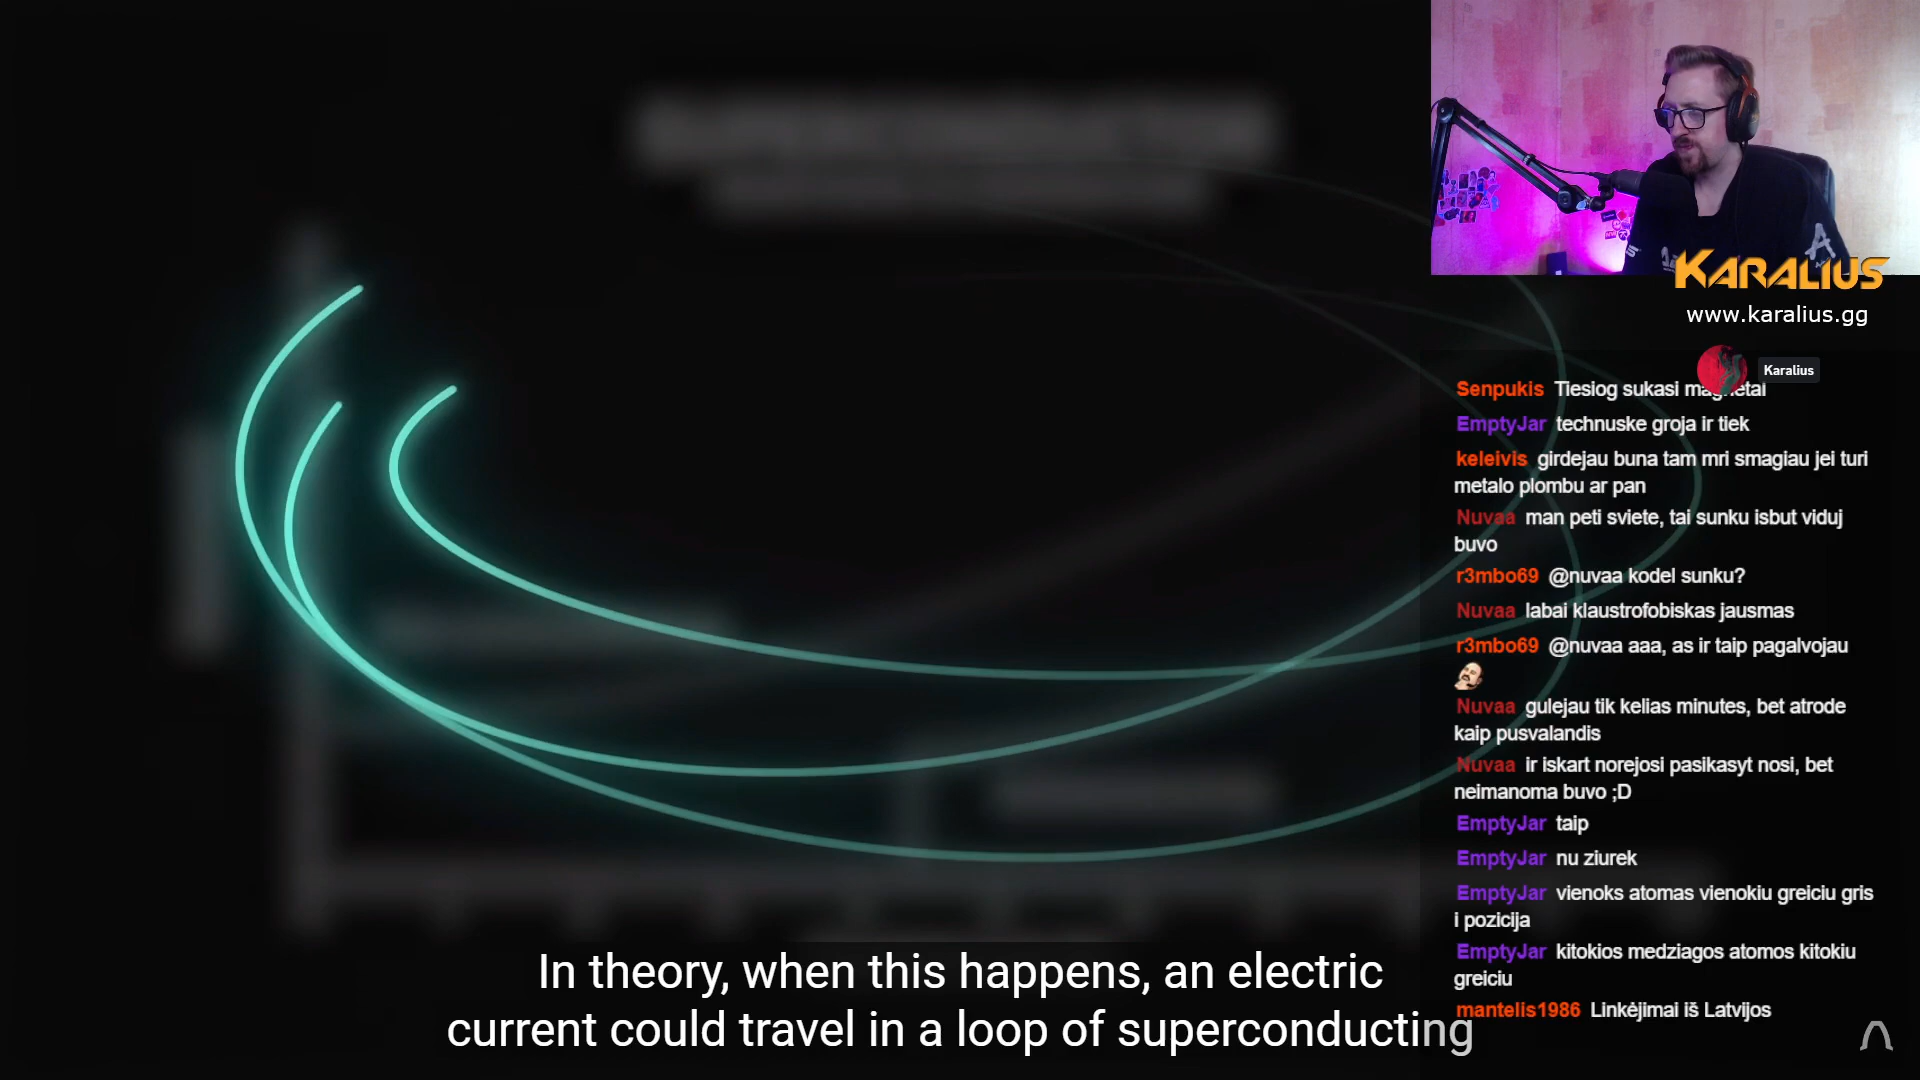 KARALIUS
www.karalius.gg
Karalius
Senpukis Tiesiog sukasi magnetai
EmptyJar technuske groja ir tiek
keleivis girdejau buna tam mri smagiau jei turi
metalo plombu ar pan
Nuvaa man peti sviete, tai sunku isbut viduj
buvo
r3mbo69 @nuvaa kodel sunku?
Nuvaa labai klaustrofobiskas jausmas
r3mbo69 @nuvaa aaa, as ir taip pagalvojau
Nuvaa gulejau tik kelias minutes, bet atrode
kaip pusvalandis
Nuvaa ir iskart norejosi pasikasyt nosi, bet
neimanoma buvo ;D
EmptyJar taip
EmptyJar nu ziurek
EmptyJar vienoks atomas vienokiu greiciu gris
i pozicija
EmptyJar kitokios medziagos atomos kitokiu
greiciu
mantelis1986 Linkėjimai iš Latvijos
In theory, when this happens, an electric
current could travel in a loop of superconducting